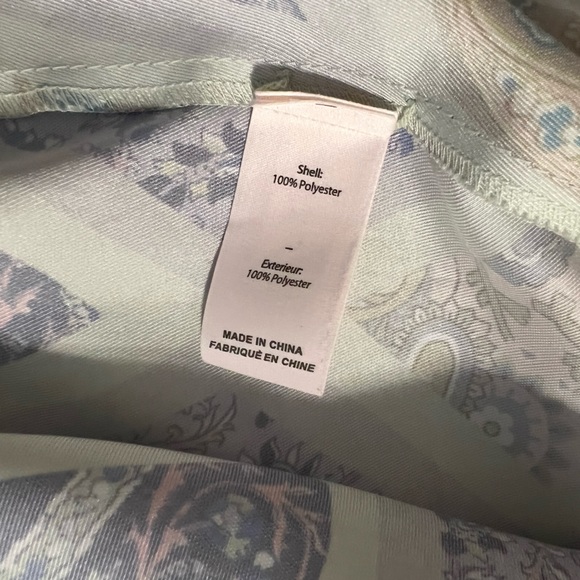 Shell:
100% Polyester
–
Exterieur:
100% Polyester
MADE IN CHINA
FABRIQUÉ EN CHINE